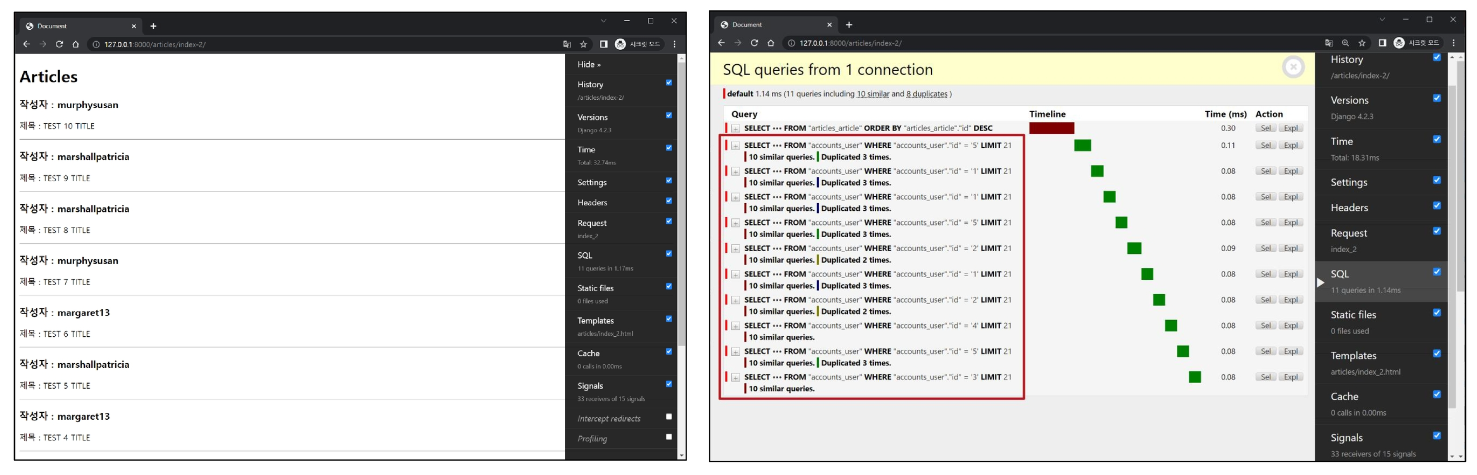 Document
127.0.0.1:8000/articles/index-2/
시크릿 모드
Articles
작성자 : murphysusan
제목 : TEST 10 TITLE
작성자 : marshallpatricia
제목 : TEST 9 TITLE
작성자 : marshallpatricia
제목 : TEST 8 TITLE
작성자 : murphysusan
제목 : TEST 7 TITLE
작성자 : margaret13
제목 : TEST 6 TITLE
작성자 : marshallpatricia
제목 : TEST 5 TITLE
작성자 : margaret13
제목 : TEST 4 TITLE
Hide »
History
/articles/index-2/
Versions
Django 4.2.3
Time
Total: 32.74ms
Settings
Headers
Request
index_2
SQL
11 queries in 1.17ms
Static files
0 files used
Templates
articles/index_2.html
Cache
0 calls in 0.00ms
Signals
33 receivers of 15 signals
Intercept redirects
Profiling
Document
127.0.0.1:8000/articles/index-2/
시크릿 모드
SQL queries from 1 connection
default 1.14 ms (11 queries including 10 similar and 8 duplicates )
Query Timeline Time (ms) Action
SELECT ••• FROM "articles_article" ORDER BY "articles_article"."id" DESC 0.30 Sel Expl
SELECT ••• FROM "accounts_user" WHERE "accounts_user"."id" = '5' LIMIT 21 0.11 Sel Expl
10 similar queries. Duplicated 3 times.
SELECT ••• FROM "accounts_user" WHERE "accounts_user"."id" = '1' LIMIT 21 0.08 Sel Expl
10 similar queries. Duplicated 3 times.
SELECT ••• FROM "accounts_user" WHERE "accounts_user"."id" = '1' LIMIT 21 0.08 Sel Expl
10 similar queries. Duplicated 3 times.
SELECT ••• FROM "accounts_user" WHERE "accounts_user"."id" = '5' LIMIT 21 0.08 Sel Expl
10 similar queries. Duplicated 3 times.
SELECT ••• FROM "accounts_user" WHERE "accounts_user"."id" = '2' LIMIT 21 0.09 Sel Expl
10 similar queries. Duplicated 2 times.
SELECT ••• FROM "accounts_user" WHERE "accounts_user"."id" = '1' LIMIT 21 0.08 Sel Expl
10 similar queries. Duplicated 3 times.
SELECT ••• FROM "accounts_user" WHERE "accounts_user"."id" = '2' LIMIT 21 0.08 Sel Expl
10 similar queries. Duplicated 2 times.
SELECT ••• FROM "accounts_user" WHERE "accounts_user"."id" = '4' LIMIT 21 0.08 Sel Expl
10 similar queries.
SELECT ••• FROM "accounts_user" WHERE "accounts_user"."id" = '5' LIMIT 21 0.08 Sel Expl
10 similar queries. Duplicated 3 times.
SELECT ••• FROM "accounts_user" WHERE "accounts_user"."id" = '3' LIMIT 21 0.08 Sel Expl
10 similar queries.
History
/articles/index-2/
Versions
Django 4.2.3
Time
Total: 18.31ms
Settings
Headers
Request
index_2
SQL
11 queries in 1.14ms
Static files
0 files used
Templates
articles/index_2.html
Cache
0 calls in 0.00ms
Signals
33 receivers of 15 signals